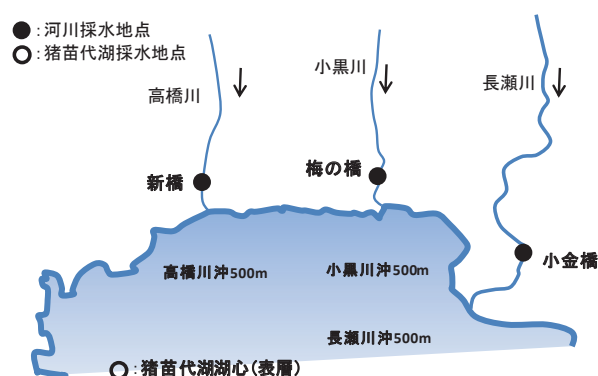 ：河川採水地点
：猪苗代湖採水地点
高橋川
小黒川
長瀬川
新橋
梅の橋
小金橋
高橋川沖500m
小黒川沖500m
長瀬川沖500m
：猪苗代湖湖心（表層）